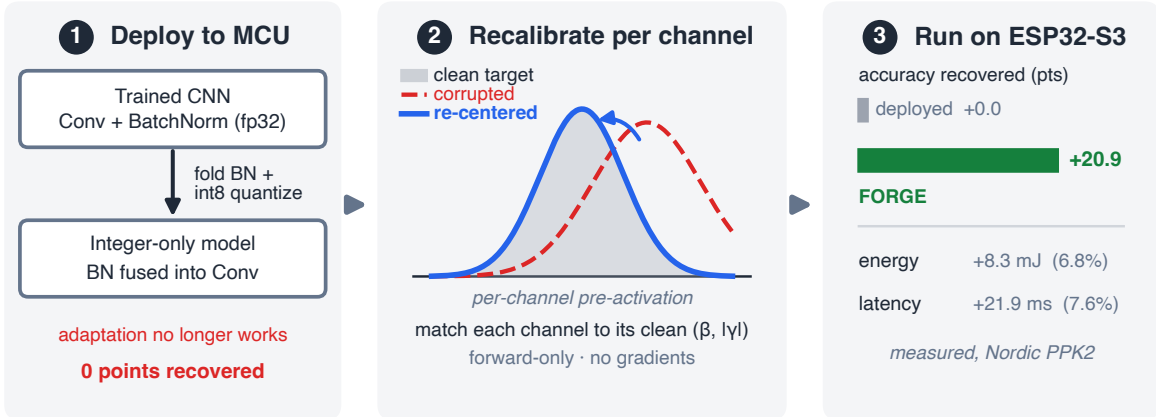 1 Deploy to MCU
Trained CNN
Conv + BatchNorm (fp32)
fold BN +
int8 quantize
Integer-only model
BN fused into Conv
adaptation no longer works
0 points recovered
2 Recalibrate per channel
clean target
corrupted
re-centered
per-channel pre-activation
match each channel to its clean (β, |γ|)
forward-only · no gradients
3 Run on ESP32-S3
accuracy recovered (pts)
deployed +0.0
+20.9
FORGE
energy +8.3 mJ (6.8%)
latency +21.9 ms (7.6%)
measured, Nordic PPK2